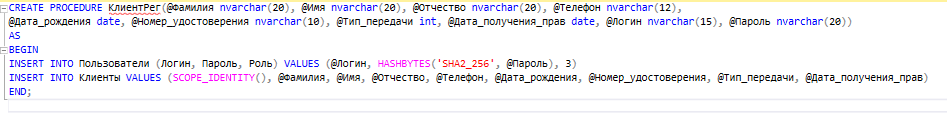 CREATE PROCEDURE КлиентРег(@Фамилия nvarchar(20), @Имя nvarchar(20), @Отчество nvarchar(20), @Телефон nvarchar(12),
@Дата_рождения date, @Номер_удостоверения nvarchar(10), @Тип_передачи int, @Дата_получения_прав date, @Логин nvarchar(15), @Пароль nvarchar(20))
AS
BEGIN
INSERT INTO Пользователи (Логин, Пароль, Роль) VALUES (@Логин, HASHBYTES('SHA2_256', @Пароль), 3)
INSERT INTO Клиенты VALUES (SCOPE_IDENTITY(), @Фамилия, @Имя, @Отчество, @Телефон, @Дата_рождения, @Номер_удостоверения, @Тип_передачи, @Дата_получения_прав)
END;